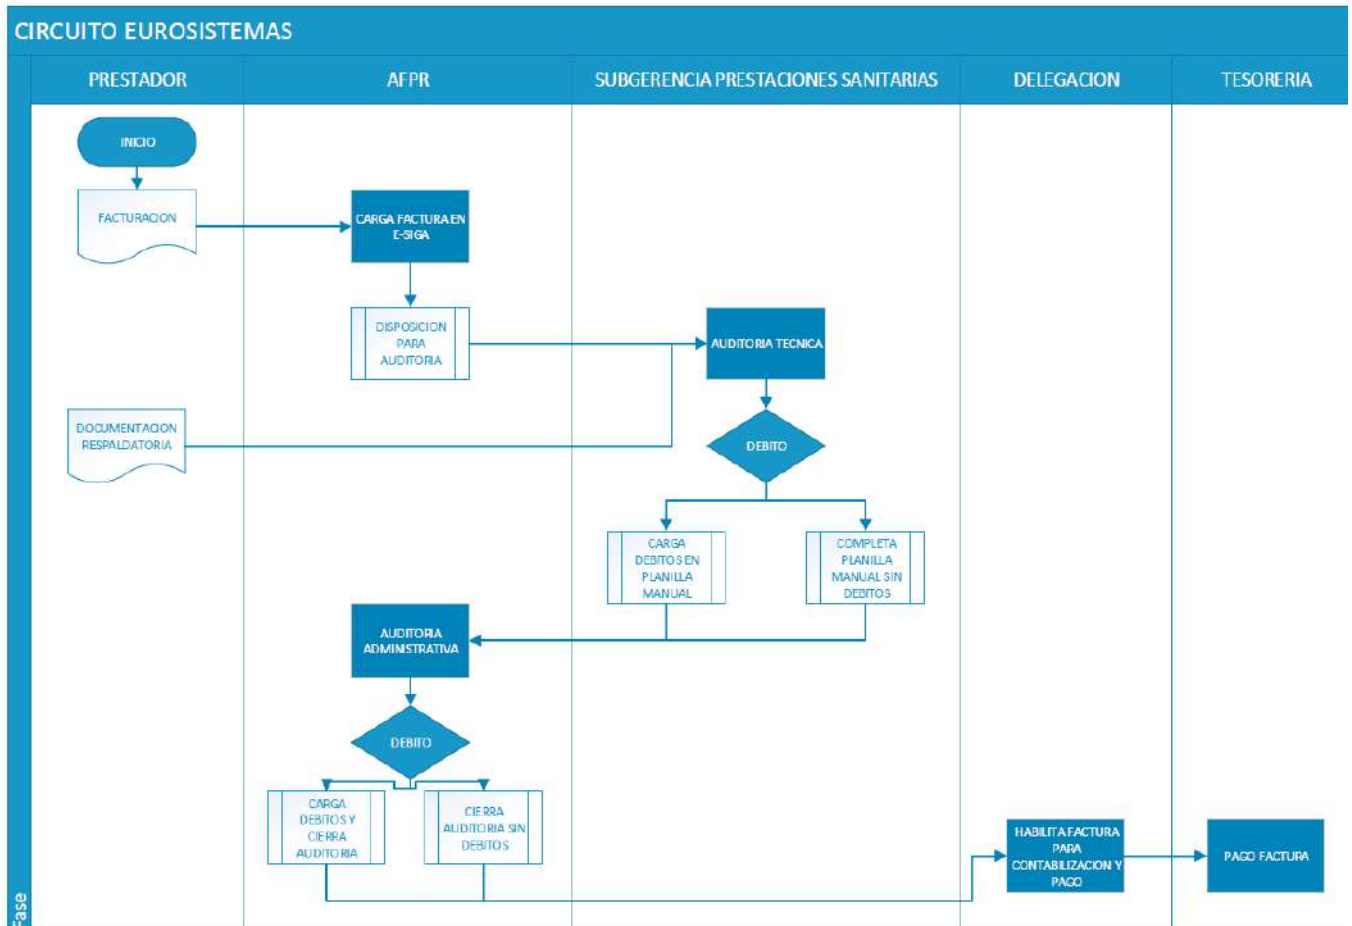 CIRCUITO EUROSISTEMAS
PRESTADOR
AFPR
SUBGERENCIA PRESTACIONES SANITARIAS
DELEGACION
TESORERIA
INICIO
FACTURACION
CARGA FACTURA EN
E-SIGA
DISPOSICION
PARA
AUDITORIA
AUDITORIA TECNICA
DOCUMENTACION
RESPALDATORIA
DEBITO
CARGA
DEBITOS EN
PLANILLA
MANUAL
COMPLETA
PLANILLA
MANUAL SIN
DEBITOS
AUDITORIA
ADMINISTRATIVA
DEBITO
CARGA
DEBITOS Y
CIERRA
AUDITORIA
CIERRA
AUDITORIA SIN
DEBITOS
HABILITA FACTURA
PARA
CONTABILIZACION Y
PAGO
PAGO FACTURA
Fase